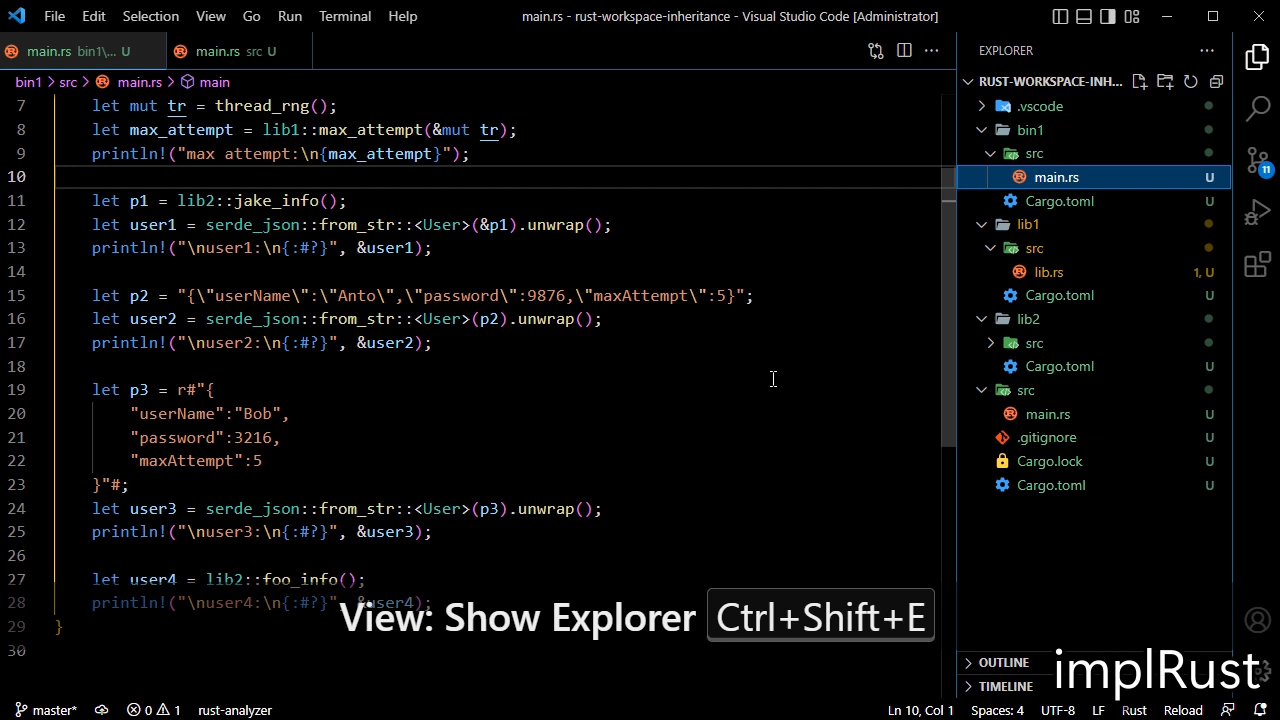 File Edit Selection View Go Run Terminal Help main.rs - rust-workspace-inheritance - Visual Studio Code [Administrator]
main.rs bin1\... U main.rs src U
bin1 > src > main.rs > main
7 let mut tr = thread_rng();
8 let max_attempt = lib1::max_attempt(&mut tr);
9 println!("max attempt:\n{max_attempt}");
10
11 let p1 = lib2::jake_info();
12 let user1 = serde_json::from_str::<User>(&p1).unwrap();
13 println!("\nuser1:\n{:#?}", &user1);
14
15 let p2 = "{\"userName\":\"Anto\",\"password\":9876,\"maxAttempt\":5}";
16 let user2 = serde_json::from_str::<User>(p2).unwrap();
17 println!("\nuser2:\n{:#?}", &user2);
18
19 let p3 = r#"{
20 "userName":"Bob",
21 "password":3216,
22 "maxAttempt":5
23 }"#;
24 let user3 = serde_json::from_str::<User>(p3).unwrap();
25 println!("\nuser3:\n{:#?}", &user3);
26
27 let user4 = lib2::foo_info();
28 println!("\nuser4:\n{:#?}", &user4);
29 }
30
View: Show Explorer Ctrl+Shift+E
EXPLORER
RUST-WORKSPACE-INH...
.vscode
bin1
src
main.rs U
Cargo.toml U
lib1
src
lib.rs 1, U
Cargo.toml U
lib2
src
Cargo.toml U
src
main.rs U
.gitignore U
Cargo.lock U
Cargo.toml U
OUTLINE
TIMELINE
11
implRust
master* 0 1 rust-analyzer Ln 10, Col 1 Spaces: 4 UTF-8 LF Rust Reload